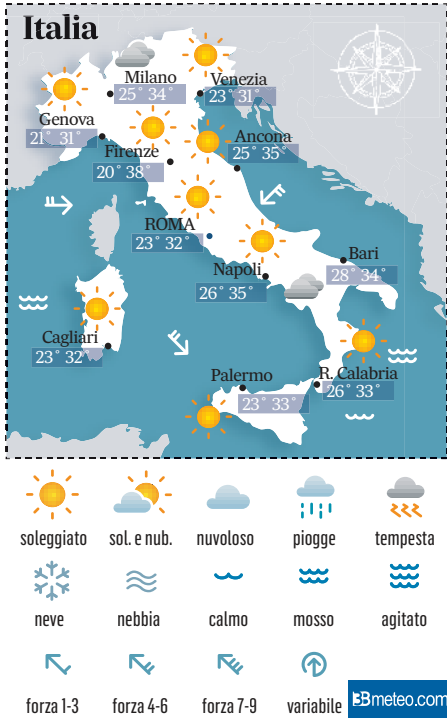 Italia
Milano
25° 34°
Venezia
23° 31°
Genova
21° 31°
Firenze
20° 38°
Ancona
25° 35°
ROMA
23° 32°
Napoli
26° 35°
Bari
28° 34°
Cagliari
23° 32°
Palermo
23° 33°
R. Calabria
26° 33°
soleggiato sol. e nub. nuvoloso piogge tempesta
neve nebbia calmo mosso agitato
forza 1-3 forza 4-6 forza 7-9 variabile
3Bmeteo.com